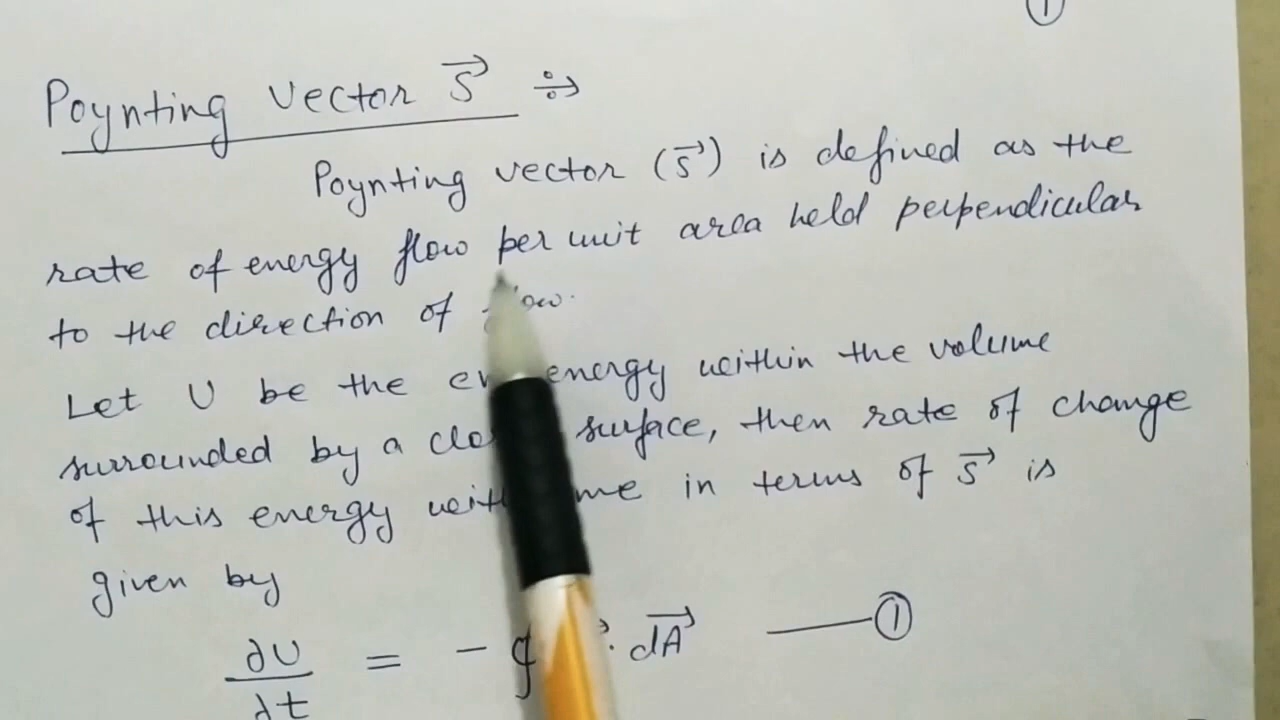 ①
Poynting vector S⃗ ÷→
Poynting vector (S⃗) is defined as the
rate of energy flow per unit area held perpendicular
to the direction of flow.
Let U be the energy within the volume
surrounded by a surface, then rate of change
of this energy in terms of S⃗ is
given by
∂U/∂t = - ∮ · dA⃗ —— ①